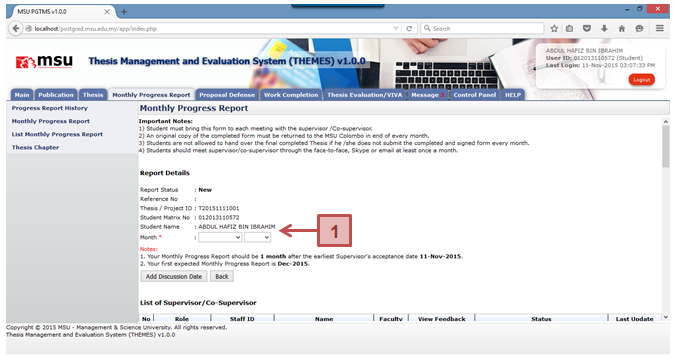 MSU PGTMS v1.0.0
localhost/postgrad.msu.edu.my/app/index.php
Search
msu
Thesis Management and Evaluation System (THEMES) v1.0.0
ABDUL HAFIZ BIN IBRAHIM
User ID: 012013110572 (Student)
Last Login: 11-Nov-2015 03:07:33 PM
Logout
Main Publication Thesis Monthly Progress Report Proposal Defense Work Completion Thesis Evaluation/VIVA Message Control Panel HELP
Progress Report History
Monthly Progress Report
List Monthly Progress Report
Thesis Chapter
Monthly Progress Report
Important Notes:
1) Student must bring this form to each meeting with the supervisor /Co-supervisor.
2) An original copy of the completed form must be returned to the MSU Colombo in end of every month.
3) Students are not allowed to hand over the final completed Thesis if he /she does not submit the completed and signed form every month.
4) Students should meet supervisor/co-supervisor through the face-to-face, Skype or email at least once a month.
Report Details
Report Status : New
Reference No :
Thesis / Project ID : T20151111001
Student Matrix No : 012013110572
Student Name : ABDUL HAFIZ BIN IBRAHIM
Month * :
1
Notes:
1. Your Monthly Progress Report should be 1 month after the earliest Supervisor's acceptance date 11-Nov-2015.
2. Your first expected Monthly Progress Report is Dec-2015.
Add Discussion Date Back
List of Supervisor/Co-Supervisor
No Role Staff ID Name Faculty View Feedback Status Last Update
Copyright © 2015 MSU - Management & Science University. All rights reserved.
Thesis Management and Evaluation System (THEMES) v1.0.0